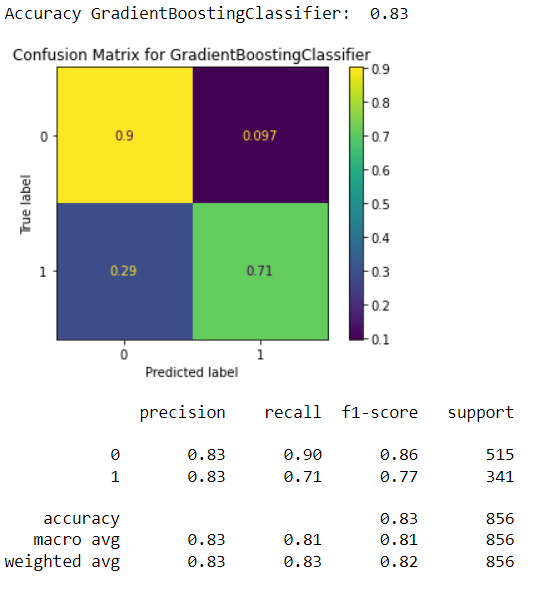 Accuracy GradientBoostingClassifier:  0.83
Confusion Matrix for GradientBoostingClassifier
0.9
0.8
0.7
0.6
0.5
0.4
0.3
0.2
0.1
True label
0 0.9 0.097
1 0.29 0.71
0 1
Predicted label
precision recall f1-score support
0 0.83 0.90 0.86 515
1 0.83 0.71 0.77 341
accuracy 0.83 856
macro avg 0.83 0.81 0.81 856
weighted avg 0.83 0.83 0.82 856